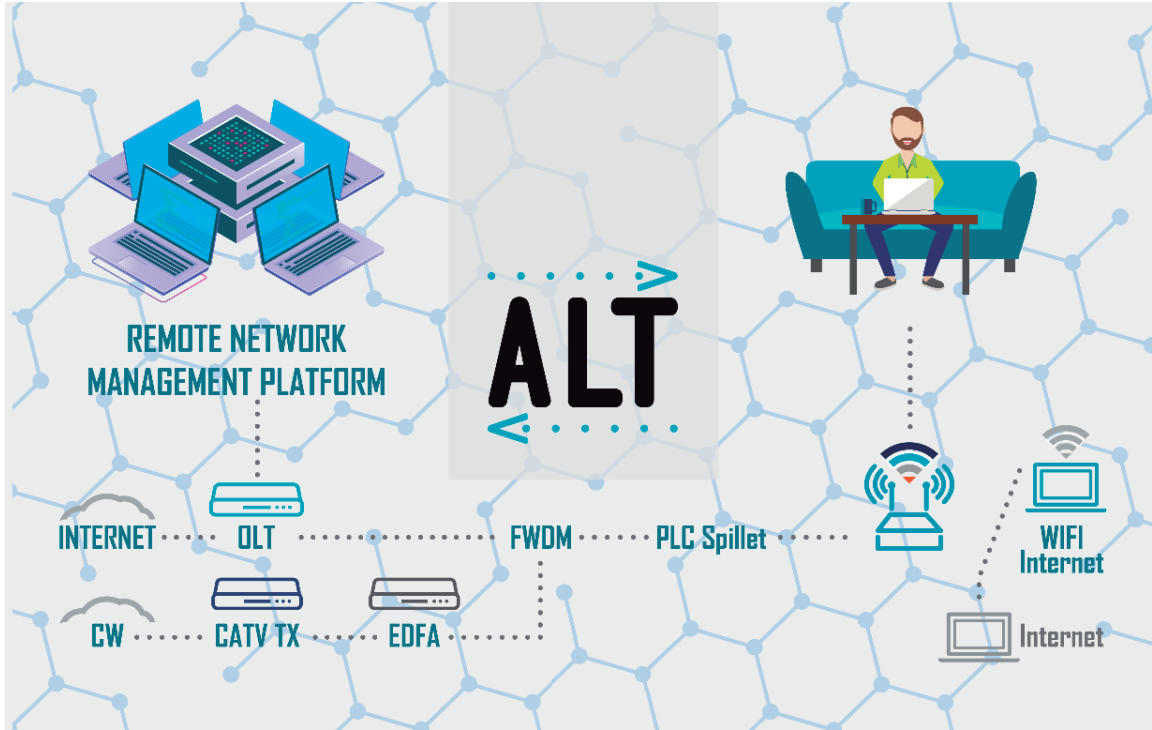 ALT
REMOTE NETWORK
MANAGEMENT PLATFORM
INTERNET
OLT
FWDM
PLC Spillet
WIFI
Internet
CW
CATV TX
EDFA
Internet